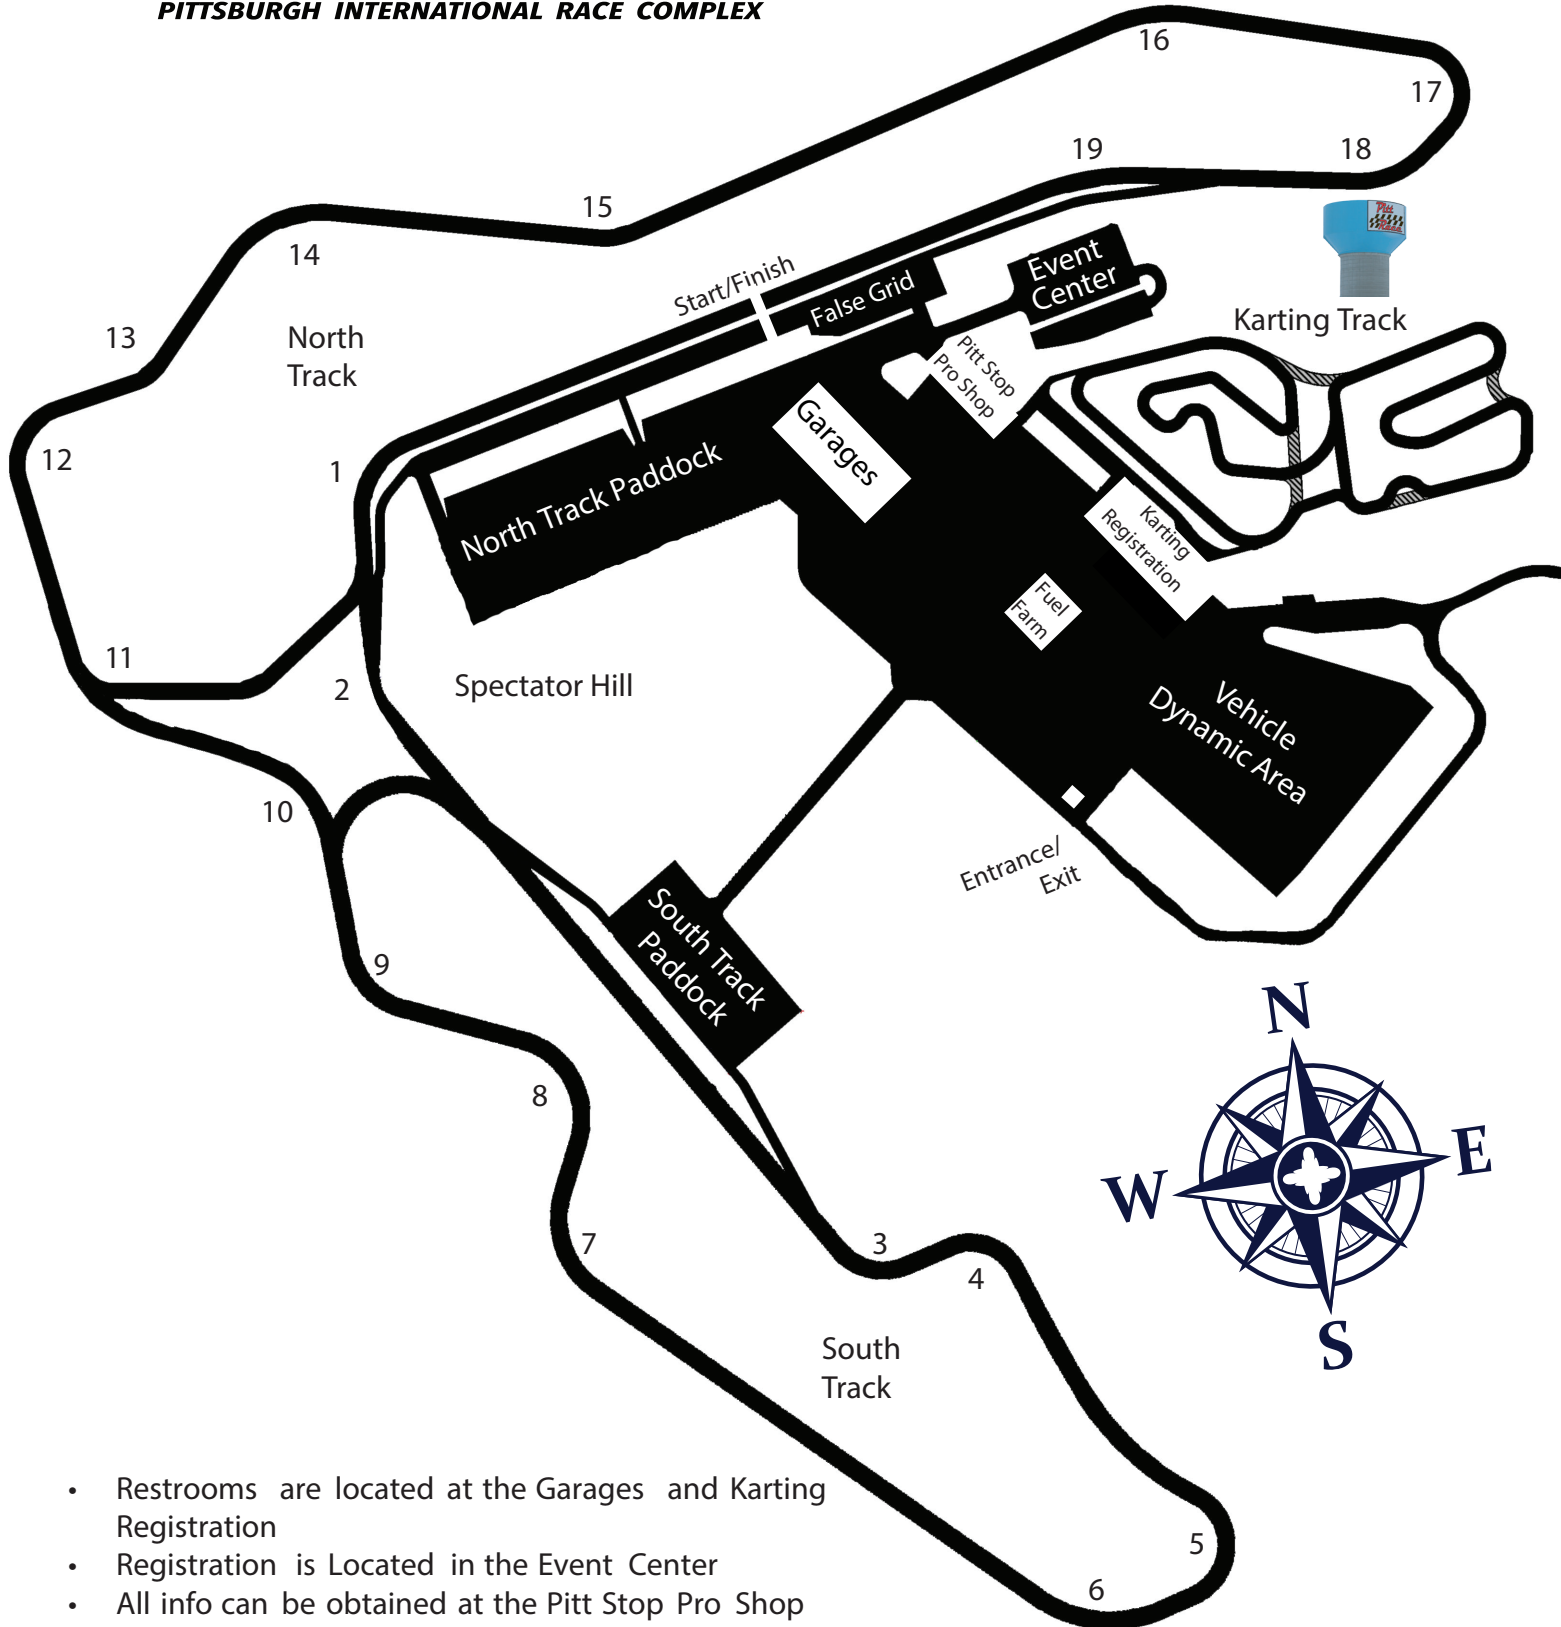 PITTSBURGH INTERNATIONAL RACE COMPLEX
16
17
18
19
15
14
13
12
11
10
1
2
9
8
7
3
4
5
6
Pitt
Race
North
Track
Start/Finish
False Grid
Event
Center
Karting Track
Pitt Stop
Pro Shop
Garages
North Track Paddock
Karting
Registration
Fuel
Farm
Spectator Hill
Vehicle
Dynamic Area
Entrance/
Exit
South Track
Paddock
N
E
W
S
South
Track
• Restrooms are located at the Garages and Karting
Registration
• Registration is Located in the Event Center
• All info can be obtained at the Pitt Stop Pro Shop